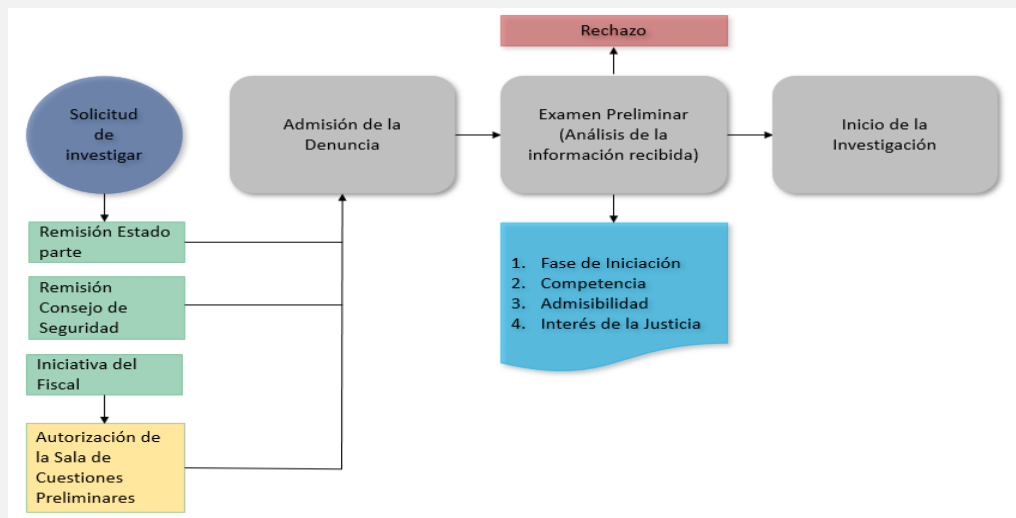 Rechazo
Solicitud
de
investigar
Admisión de la
Denuncia
Examen Preliminar
(Análisis de la
información recibida)
Inicio de la
Investigación
Remisión Estado
parte
Remisión
Consejo de
Seguridad
Iniciativa del
Fiscal
Autorización de
la Sala de
Cuestiones
Preliminares
1. Fase de Iniciación
2. Competencia
3. Admisibilidad
4. Interés de la Justicia